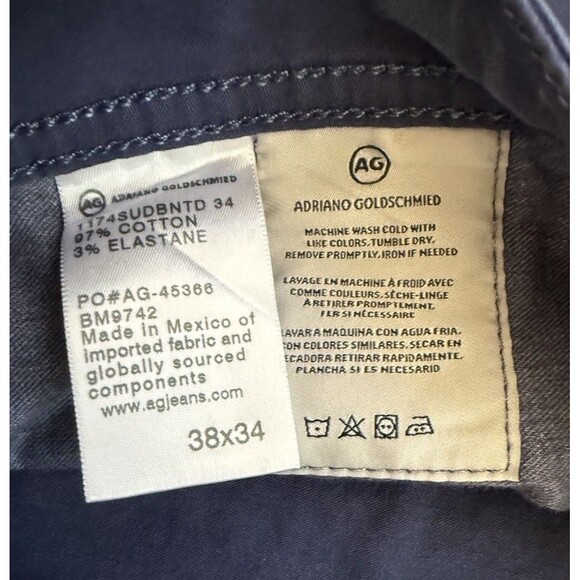 AG ADRIANO GOLDSCHMIED
1174SUDBNTD 34
97% COTTON
3% ELASTANE
PO#AG-45366
BM9742
Made in Mexico of
imported fabric and
globally sourced
components
www.agjeans.com
38x34
AG
ADRIANO GOLDSCHMIED
MACHINE WASH COLD WITH
LIKE COLORS. TUMBLE DRY.
REMOVE PROMPTLY, IRON IF NEEDED
LAVAGE EN MACHINE À FROID AVEC
COMME COULEURS. SÈCHE-LINGE
À RETIRER PROMPTEMENT.
FER SI NÉCESSAIRE
LAVAR A MAQUINA CON AGUA FRIA.
CON COLORES SIMILARES. SECAR EN
SECADORA RETIRAR RAPIDAMENTE.
PLANCHA SI ES NECESARIO